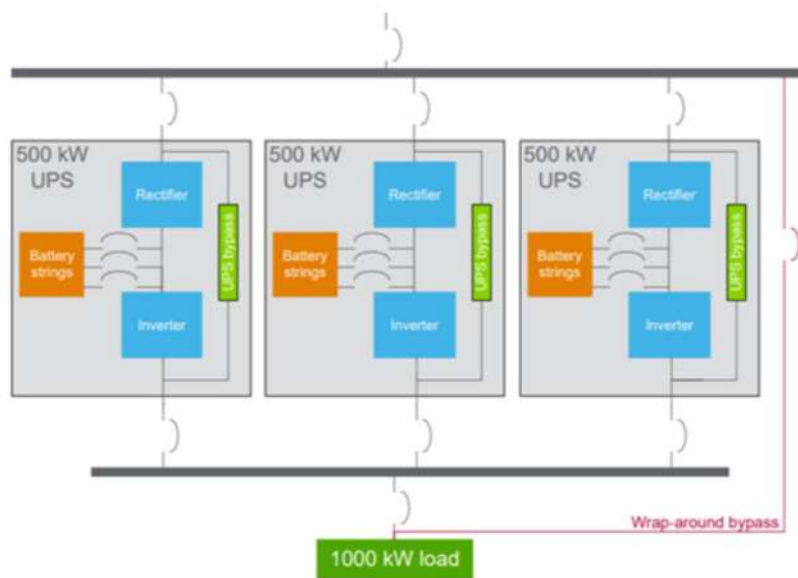 500 kW
UPS
Rectifier
Battery
strings
UPS bypass
Inverter
500 kW
UPS
Rectifier
Battery
strings
UPS bypass
Inverter
500 kW
UPS
Rectifier
Battery
strings
UPS bypass
Inverter
Wrap-around bypass
1000 kW load